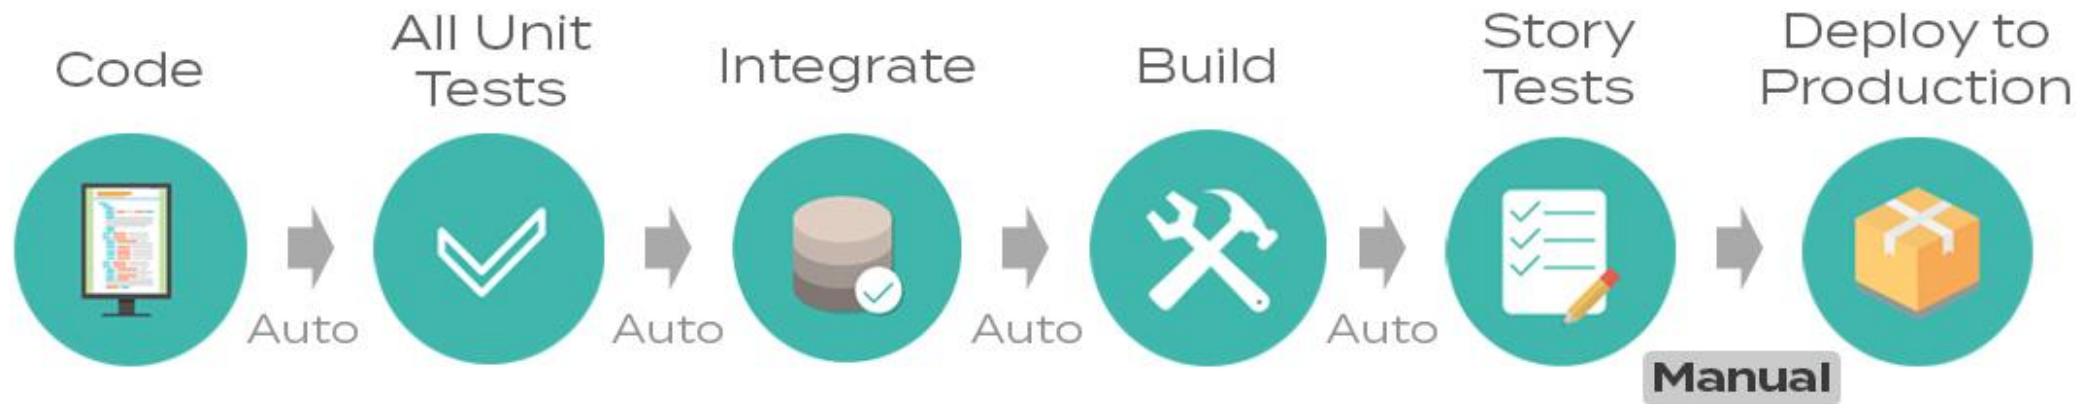 Code
All Unit
Tests
Integrate
Build
Story
Tests
Deploy to
Production
Auto
Auto
Auto
Auto
Manual